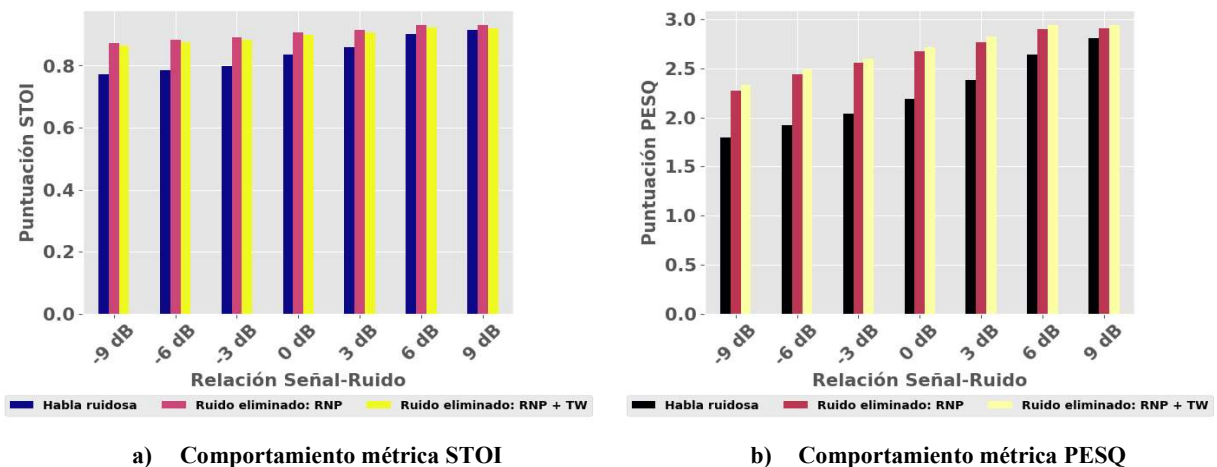 Puntuación STOI
0.8
0.6
0.4
0.2
0.0
-9 dB
-6 dB
-3 dB
0 dB
3 dB
6 dB
9 dB
Relación Señal-Ruido
Habla ruidosa
Ruido eliminado: RNP
Ruido eliminado: RNP + TW
a) Comportamiento métrica STOI
Puntuación PESQ
3.0
2.5
2.0
1.5
1.0
0.5
0.0
-9 dB
-6 dB
-3 dB
0 dB
3 dB
6 dB
9 dB
Relación Señal-Ruido
Habla ruidosa
Ruido eliminado: RNP
Ruido eliminado: RNP + TW
b) Comportamiento métrica PESQ